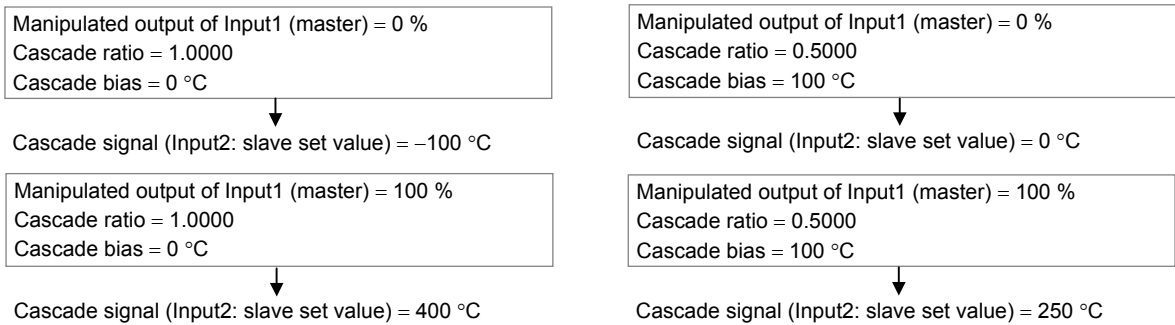 Manipulated output of Input1 (master) = 0 %
Cascade ratio = 1.0000
Cascade bias = 0 °C
Cascade signal (Input2: slave set value) = −100 °C
Manipulated output of Input1 (master) = 100 %
Cascade ratio = 1.0000
Cascade bias = 0 °C
Cascade signal (Input2: slave set value) = 400 °C
Manipulated output of Input1 (master) = 0 %
Cascade ratio = 0.5000
Cascade bias = 100 °C
Cascade signal (Input2: slave set value) = 0 °C
Manipulated output of Input1 (master) = 100 %
Cascade ratio = 0.5000
Cascade bias = 100 °C
Cascade signal (Input2: slave set value) = 250 °C